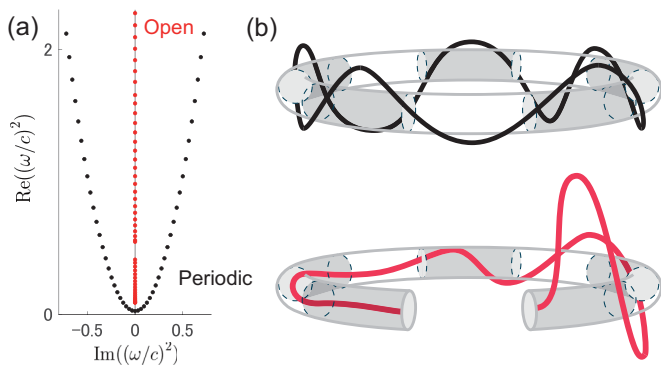 (a)
(b)
Open
Periodic
2
1
0
Re((ω/c)²)
−0.5
0
0.5
Im((ω/c)²)